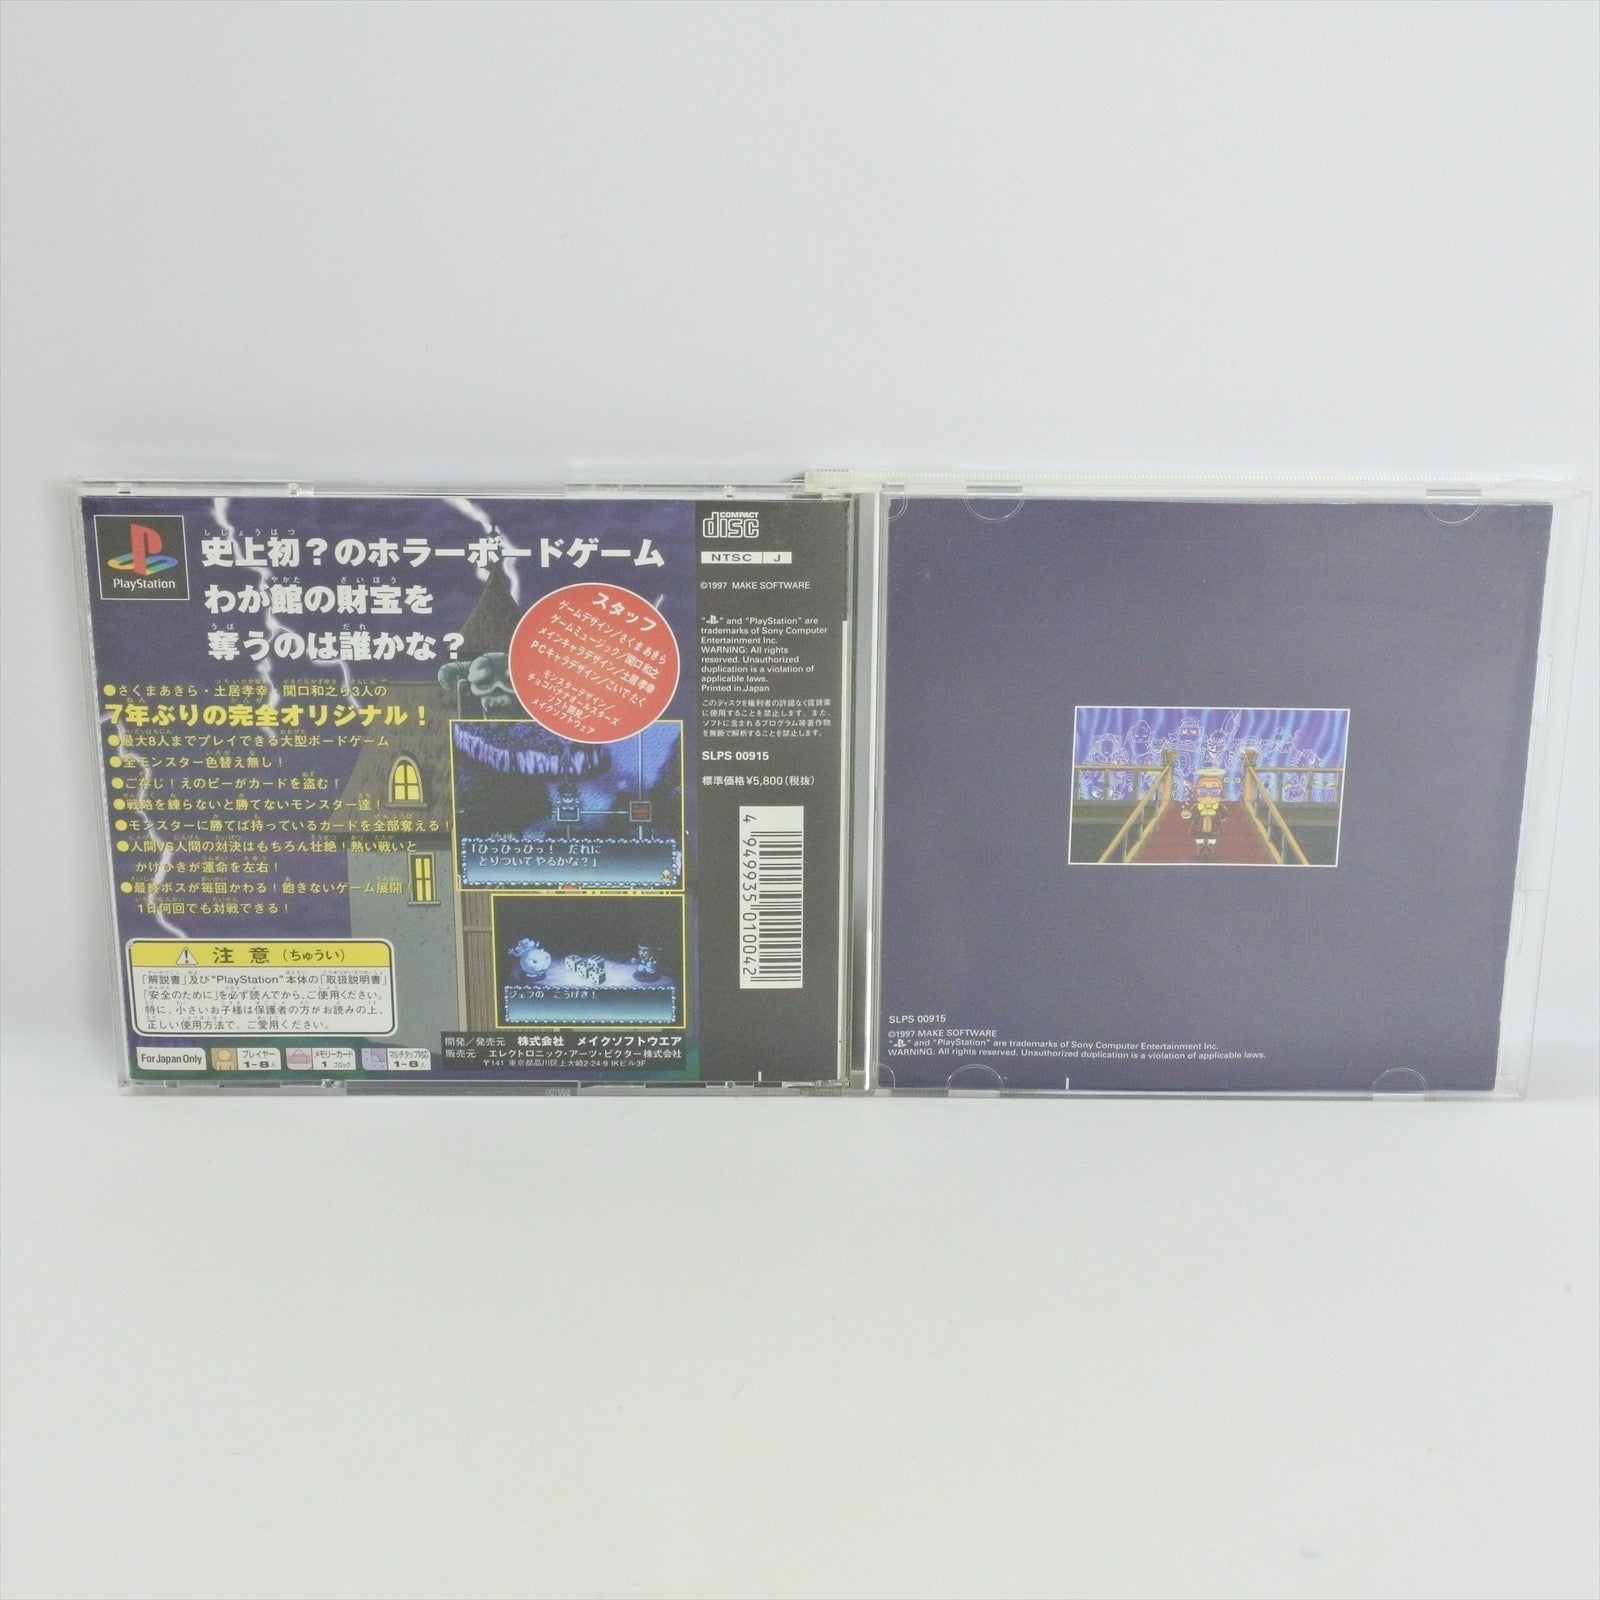 PlayStation
史上初？のホラーボードゲーム
わが館の財宝を
奪うのは誰かな？
●さくまあきら・土居孝幸・関口和之ら3人の
7年ぶりの完全オリジナル！
●最大8人までプレイできる大型ボードゲーム
●全モンスター色替え無し！
●ご存じ！えのピーがカードを盗む！
●戦略を練らないと勝てないモンスター達！
●モンスターに勝てば持っているカードを全部奪える！
●人間VS人間の対決はもちろん壮絶！熱い戦いと
かけひきが運命を左右！
●最終ボスが毎回かわる！飽きないゲーム展開！
1日何回でも対戦できる！
スタッフ
ゲームデザイン／さくまあきら
ゲームミュージック／関口和之
メインキャラデザイン／土居孝幸
PCキャラデザイン／こいでたく
モンスターデザイン／
チョコバナナオールスターズ
ソフト開発／
メイクソフトウェア
「ひっひっひっ！ だれに
とりついてやるかな？」
ジェフの こうげき！
注意（ちゅうい）
「解説書」及び"PlayStation"本体の「取扱説明書」
「安全のために」を必ず読んでから、ご使用ください。
特に、小さいお子様は保護者の方がお読みの上、
正しい使用方法で、ご愛用ください。
For Japan Only
プレイヤー
1~8人
メモリーカード
1ブロック
マルチタップ対応
1~8人
開発／発売元 株式会社 メイクソフトウエア
販売元 エレクトロニック・アーツ・ビクター株式会社
〒141 東京都品川区上大崎2-24-9 IKビル3F
COMPACT
disc
NTSC J
©1997 MAKE SOFTWARE
" " and "PlayStation" are
trademarks of Sony Computer
Entertainment Inc.
WARNING: All rights
reserved. Unauthorized
duplication is a violation of
applicable laws.
Printed in Japan
このディスクを権利者の許諾なく賃貸業
に使用することを禁止します。また、
ソフトに含まれるプログラム等著作物
を無断で解析することを禁止します。
SLPS 00915
標準価格¥5,800(税抜)
4 949935 010042
SLPS 00915
©1997 MAKE SOFTWARE
" " and "PlayStation" are trademarks of Sony Computer Entertainment Inc.
WARNING: All rights reserved. Unauthorized duplication is a violation of applicable laws.